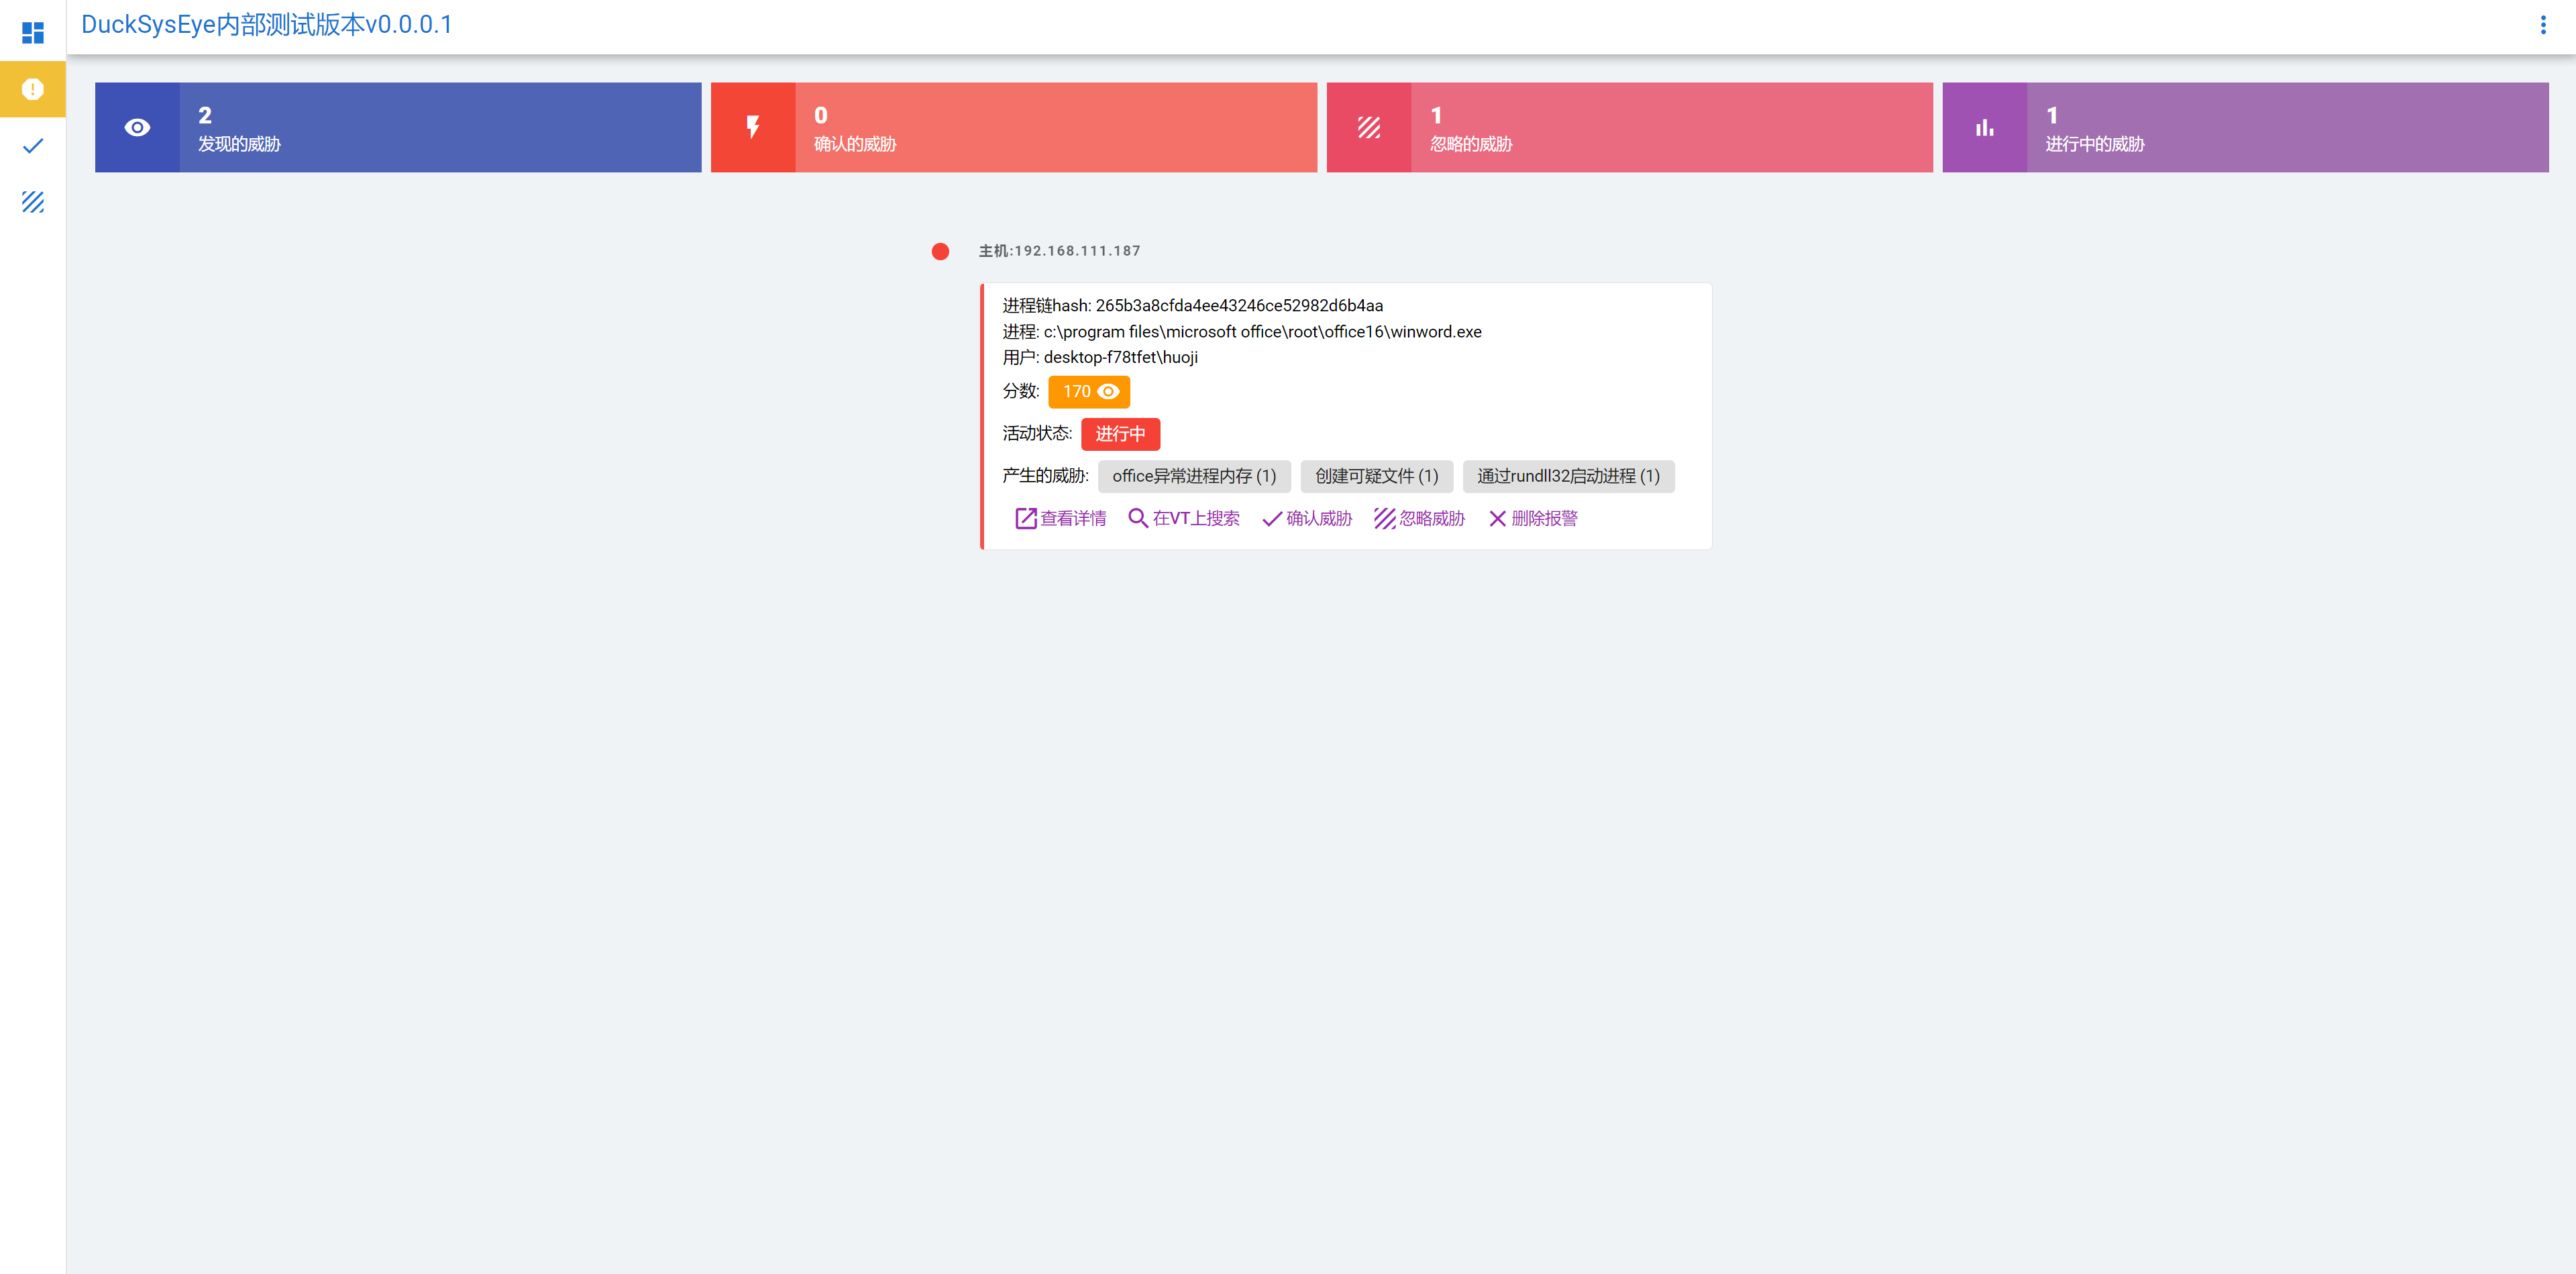 DuckSysEye内部测试版本v0.0.0.1
2
发现的威胁
0
确认的威胁
1
忽略的威胁
1
进行中的威胁
主机:192.168.111.187
进程链hash: 265b3a8cfda4ee43246ce52982d6b4aa
进程: c:\program files\microsoft office\root\office16\winword.exe
用户: desktop-f78tfet\huoji
分数: 170
活动状态: 进行中
产生的威胁: office异常进程内存 (1) 创建可疑文件 (1) 通过rundll32启动进程 (1)
查看详情 在VT上搜索 确认威胁 忽略威胁 删除报警